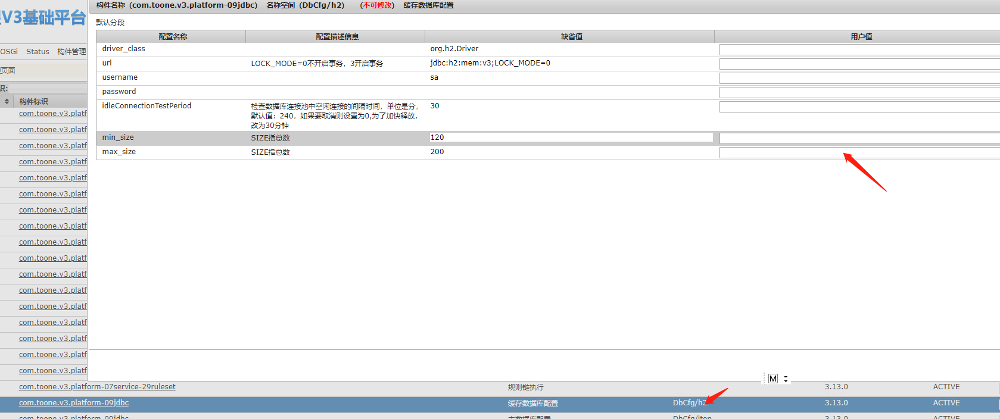 构件名称（com.toone.v3.platform-09jdbc） 名称空间（DbCfg/h2） （不可修改） 缓存数据库配置
V3基础平台
默认分段
配置名称 配置描述信息 缺省值 用户值
OSGi Status 构件管理
driver_class org.h2.Driver
url LOCK_MODE=0不开启事务，3开启事务 jdbc:h2:mem:v3;LOCK_MODE=0
页面
username sa
识:
password
构件标识
idleConnectionTestPeriod 检查数据库连接池中空闲连接的间隔时间，单位是分， 30
默认值：240，如果要取消则设置为0,为了加快释放，
改为30分钟
com.toone.v3.platf
com.toone.v3.platf
min_size SIZE指总数 120
com.toone.v3.platf
max_size SIZE指总数 200
com.toone.v3.platf
com.toone.v3.platf
com.toone.v3.platf
com.toone.v3.platf
com.toone.v3.platf
com.toone.v3.platf
com.toone.v3.platf
com.toone.v3.platf
com.toone.v3.platf
com.toone.v3.platf
com.toone.v3.platf
com.toone.v3.platf
com.toone.v3.platf
com.toone.v3.platf
M
com.toone.v3.platform-07service-29ruleset 规则链执行 3.13.0 ACTIVE
com.toone.v3.platform-09jdbc 缓存数据库配置 DbCfg/h2 3.13.0 ACTIVE
com.toone.v3.platform-09jdbc 主数据库配置 DbCfg/itop 3.13.0 ACTIVE